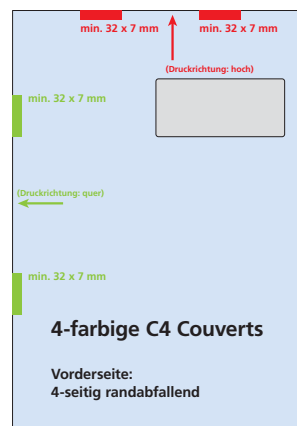 min. 32 x 7 mm
min. 32 x 7 mm
(Druckrichtung: hoch)
min. 32 x 7 mm
(Druckrichtung: quer)
min. 32 x 7 mm
4-farbige C4 Couverts
Vorderseite:
4-seitig randabfallend